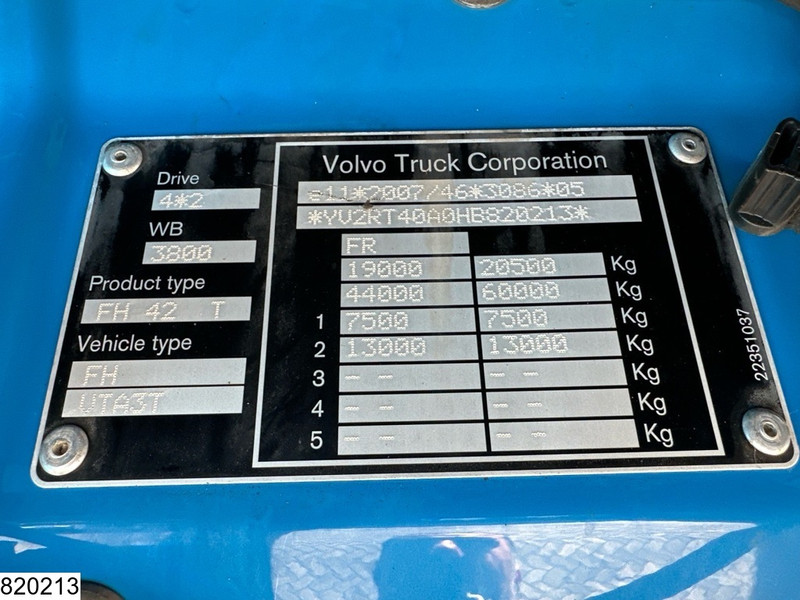 Volvo Truck Corporation
Drive
4*2
WB
3800
Product type
FH 42 T
Vehicle type
FH
VTA3T
e11*2007/46*3086*05
*YV2RT40A0HB820213*
FR
19000 20500 Kg
44000 60000 Kg
1 7500 7500 Kg
2 13000 13000 Kg
3 -- -- Kg
4 -- -- Kg
5 -- -- Kg
22351037
820213